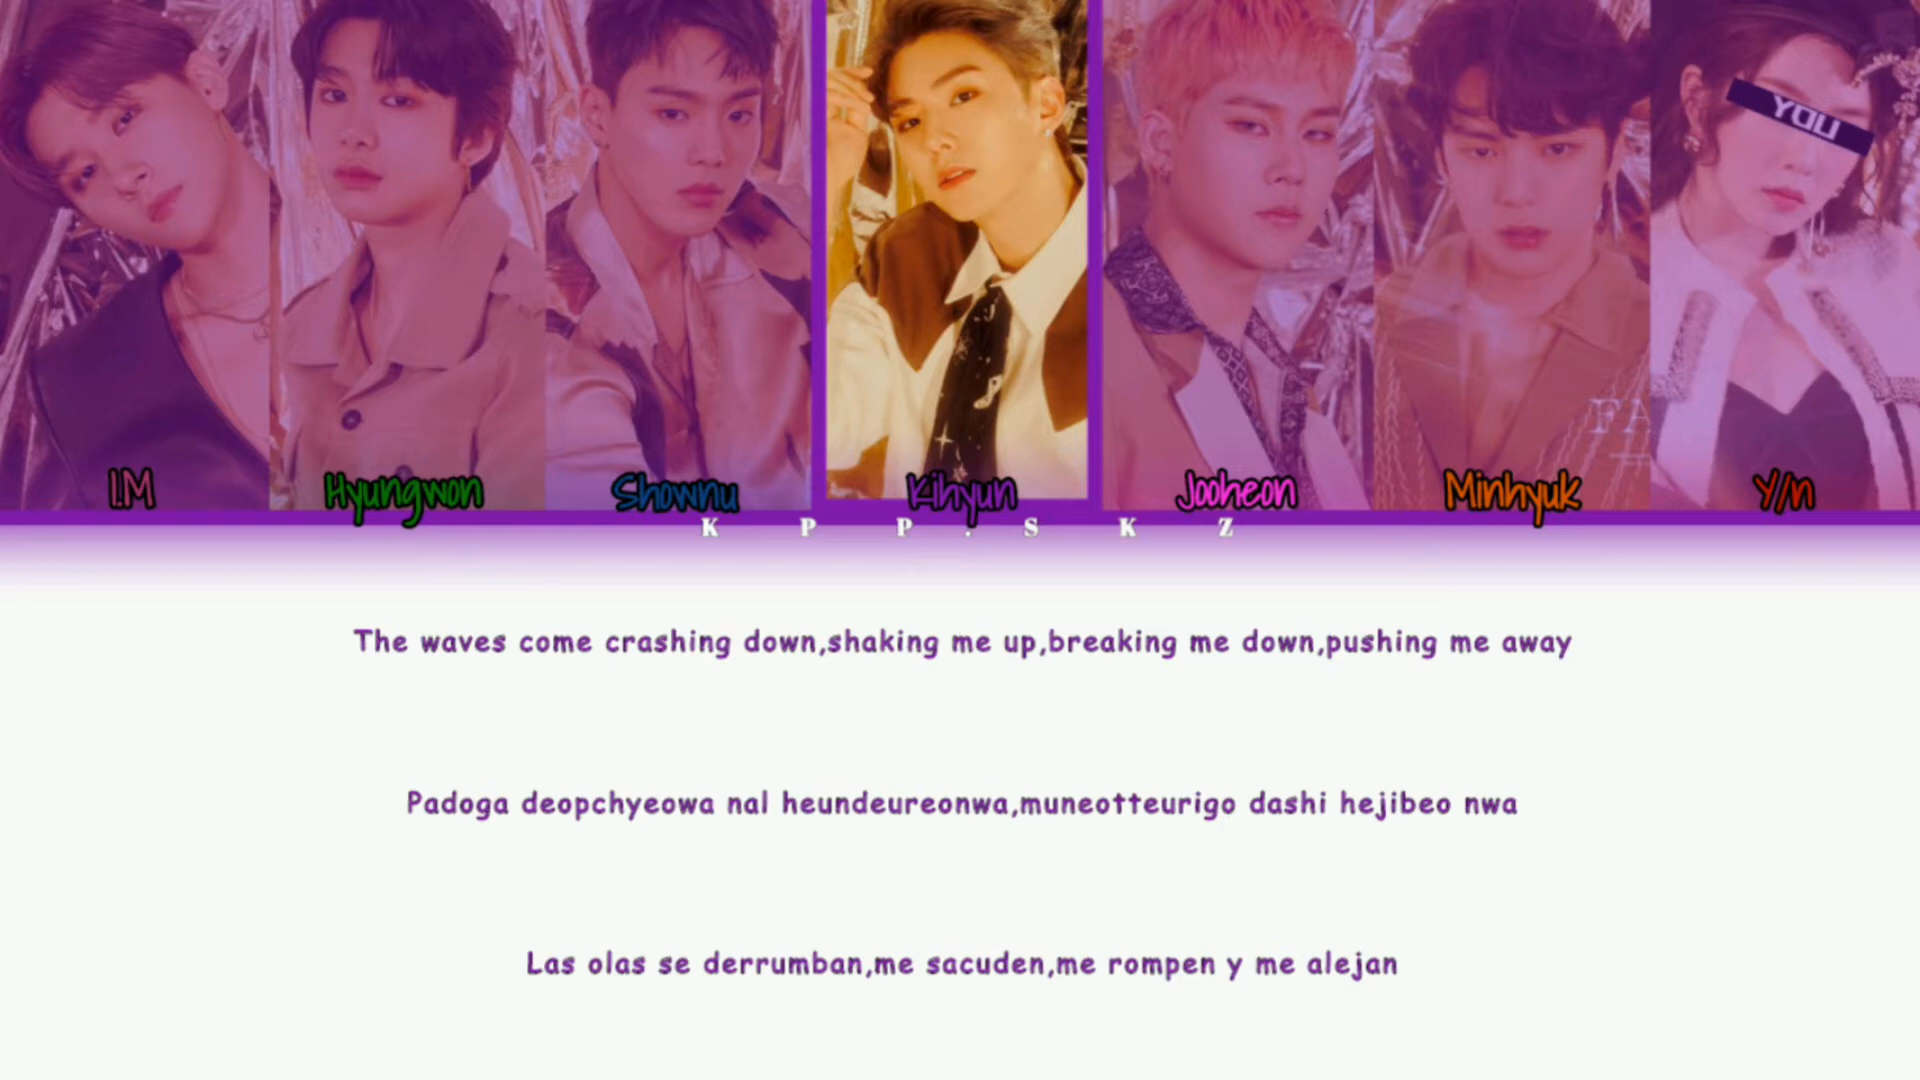 YOU
FA
I.M Hyungwon Shownu Kihyun Jooheon Minhyuk Y/n
K P P . S K Z
The waves come crashing down,shaking me up,breaking me down,pushing me away
Padoga deopchyeowa nal heundeureonwa,muneotteurigo dashi hejibeo nwa
Las olas se derrumban,me sacuden,me rompen y me alejan